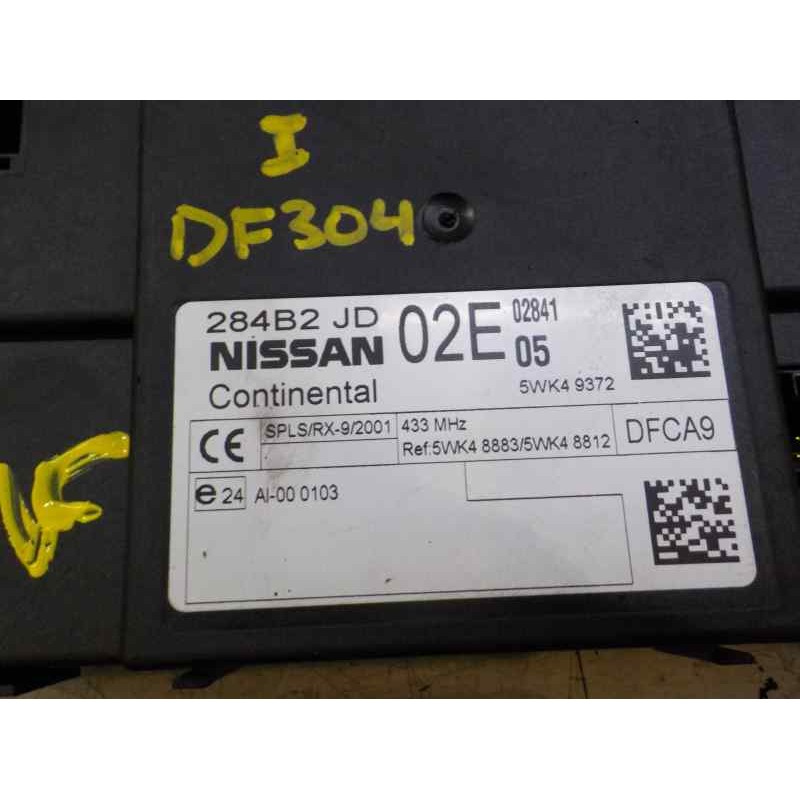 I
DF304
284B2 JD 02E 02841
NISSAN 05
Continental 5WK4 9372
CE SPLS/RX-9/2001 433 MHz DFCA9
Ref:5WK4 8883/5WK4 8812
e 24 AI-00 0103
VF